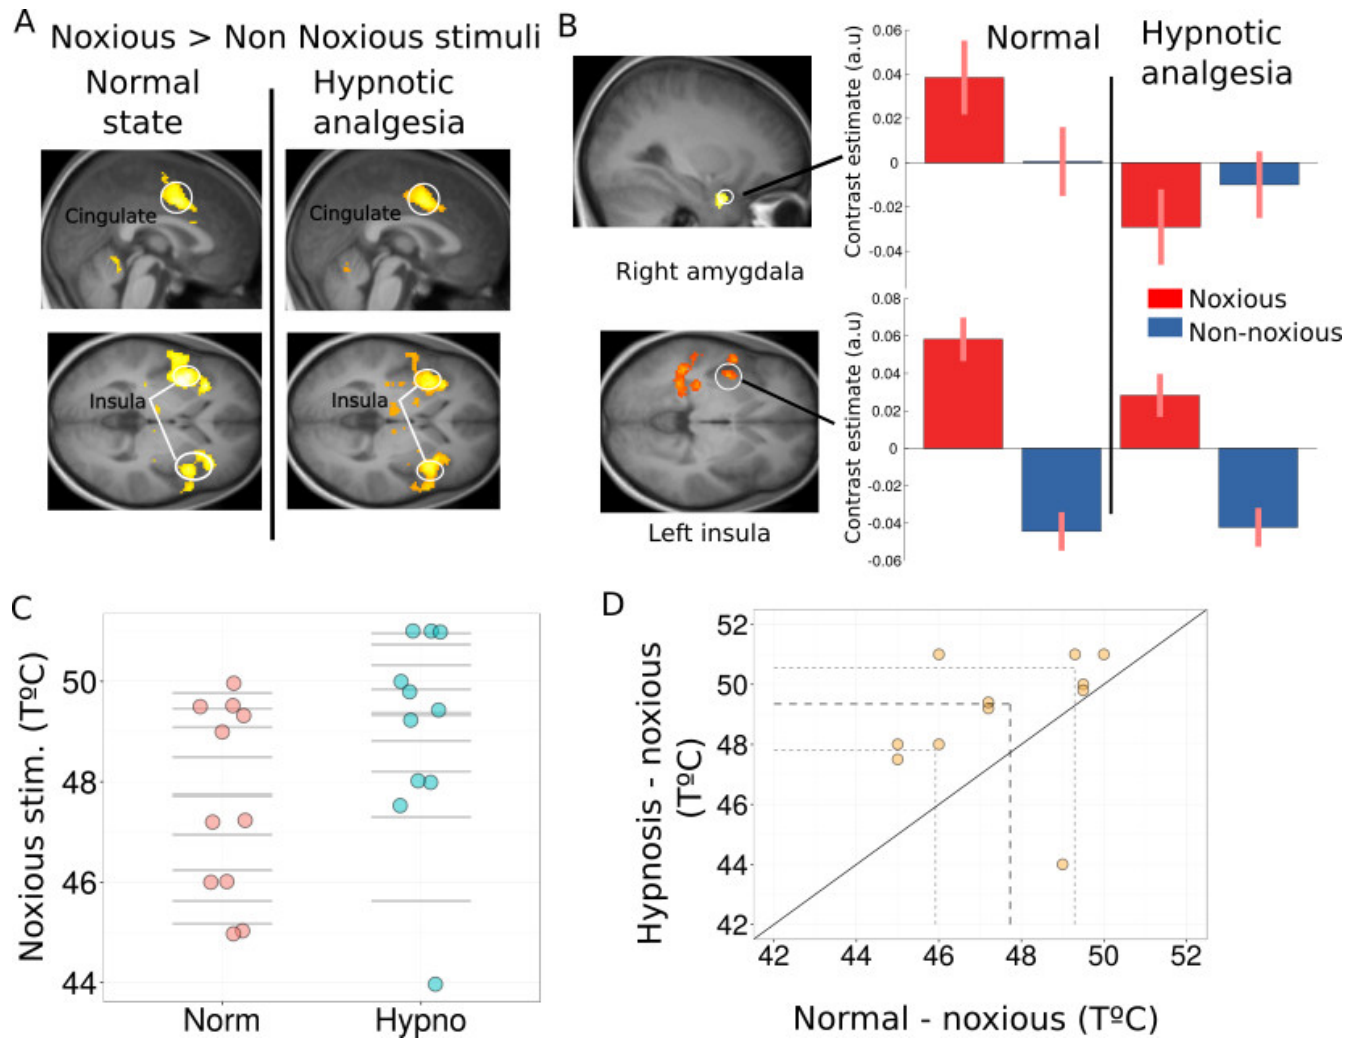 A
Noxious > Non Noxious stimuli
Normal
state
Hypnotic
analgesia
Cingulate
Cingulate
Insula
Insula
B
Normal
Hypnotic
analgesia
Right amygdala
Contrast estimate (a.u)
0.06
0.04
0.02
0
-0.02
-0.04
Noxious
Non-noxious
Left insula
Contrast estimate (a.u)
0.08
0.06
0.04
0.02
0
-0.02
-0.04
-0.06
C
Noxious stim. (TºC)
50
48
46
44
Norm
Hypno
D
Hypnosis - noxious
(TºC)
52
50
48
46
44
42
42
44
46
48
50
52
Normal - noxious (TºC)